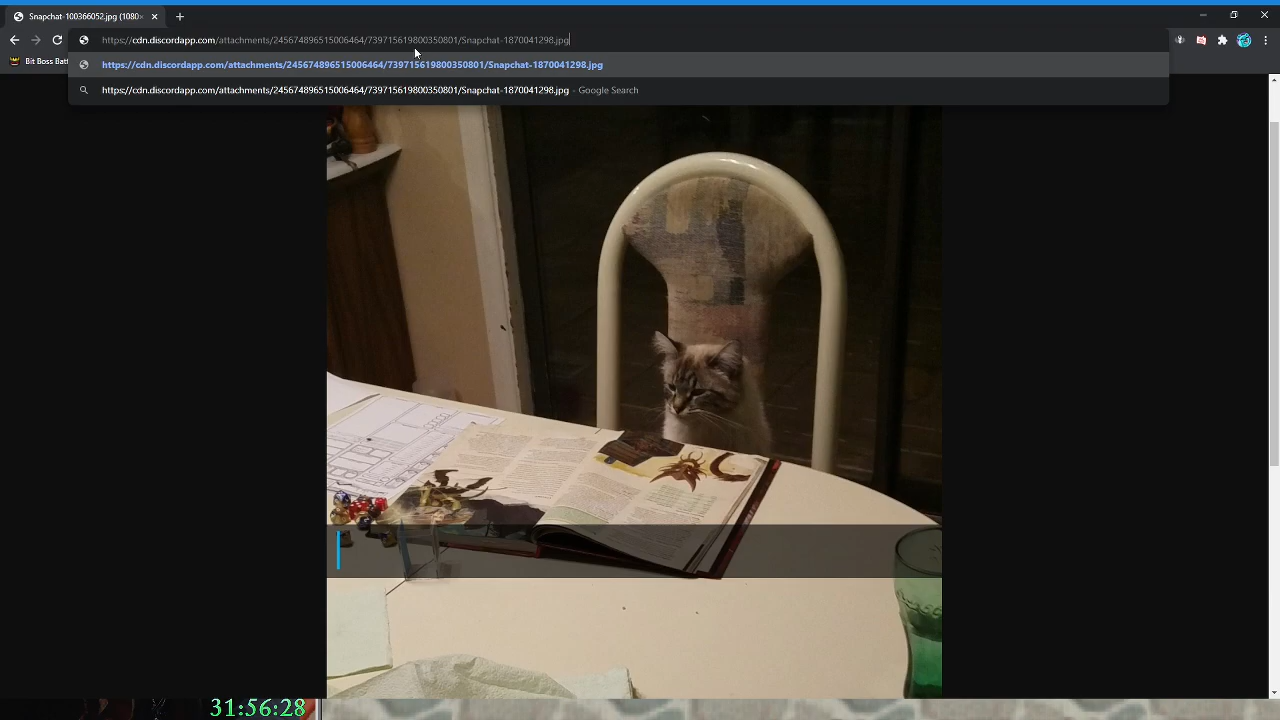 Snapchat-100366052.jpg (1080×
https://cdn.discordapp.com/attachments/245674896515006464/739715619800350801/Snapchat-1870041298.jpg
Bit Boss Batt
https://cdn.discordapp.com/attachments/245674896515006464/739715619800350801/Snapchat-1870041298.jpg
https://cdn.discordapp.com/attachments/245674896515006464/739715619800350801/Snapchat-1870041298.jpg - Google Search
31:56:28